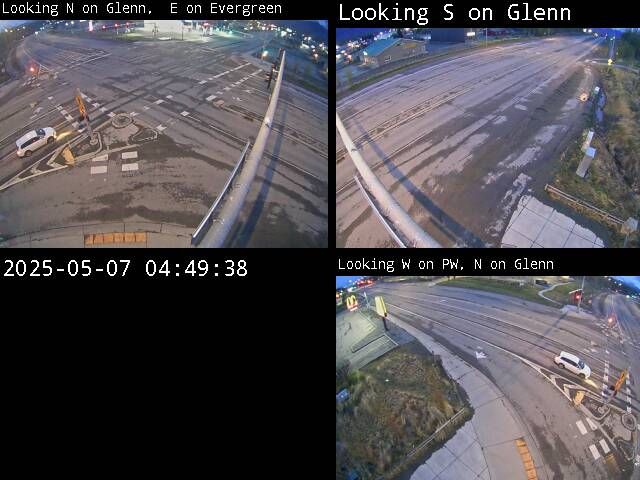 Looking N on Glenn,  E on Evergreen
Looking S on Glenn
2025-05-07 04:49:38
Looking W on PW, N on Glenn